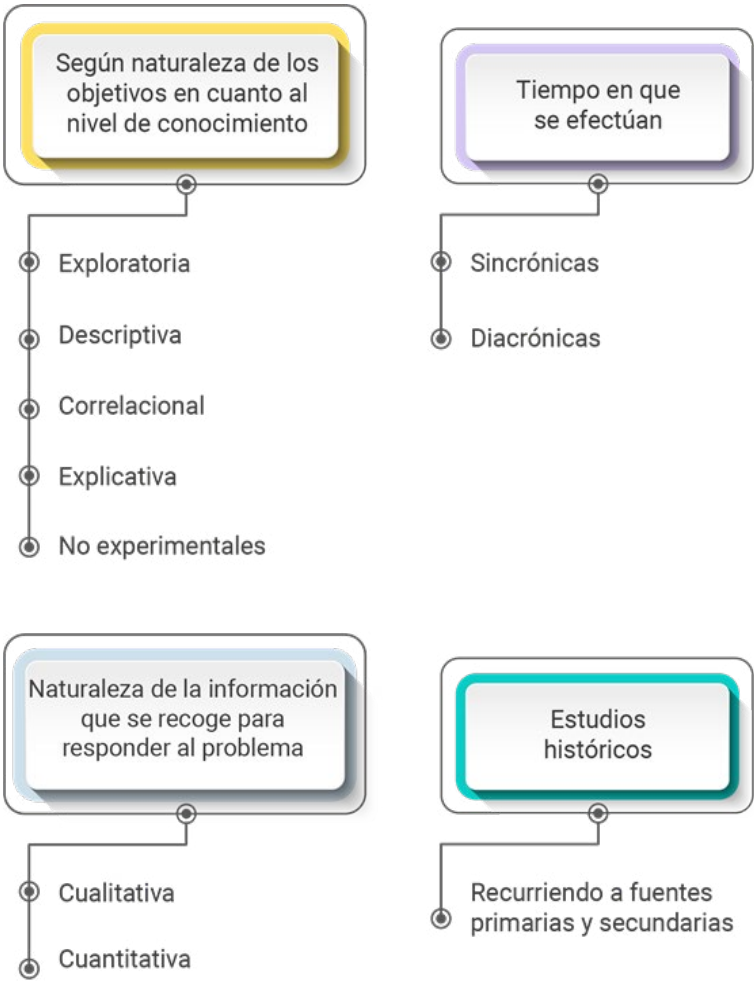 Según naturaleza de los
objetivos en cuanto al
nivel de conocimiento
Exploratoria
Descriptiva
Correlacional
Explicativa
No experimentales
Tiempo en que
se efectúan
Sincrónicas
Diacrónicas
Naturaleza de la información
que se recoge para
responder al problema
Cualitativa
Cuantitativa
Estudios
históricos
Recurriendo a fuentes
primarias y secundarias